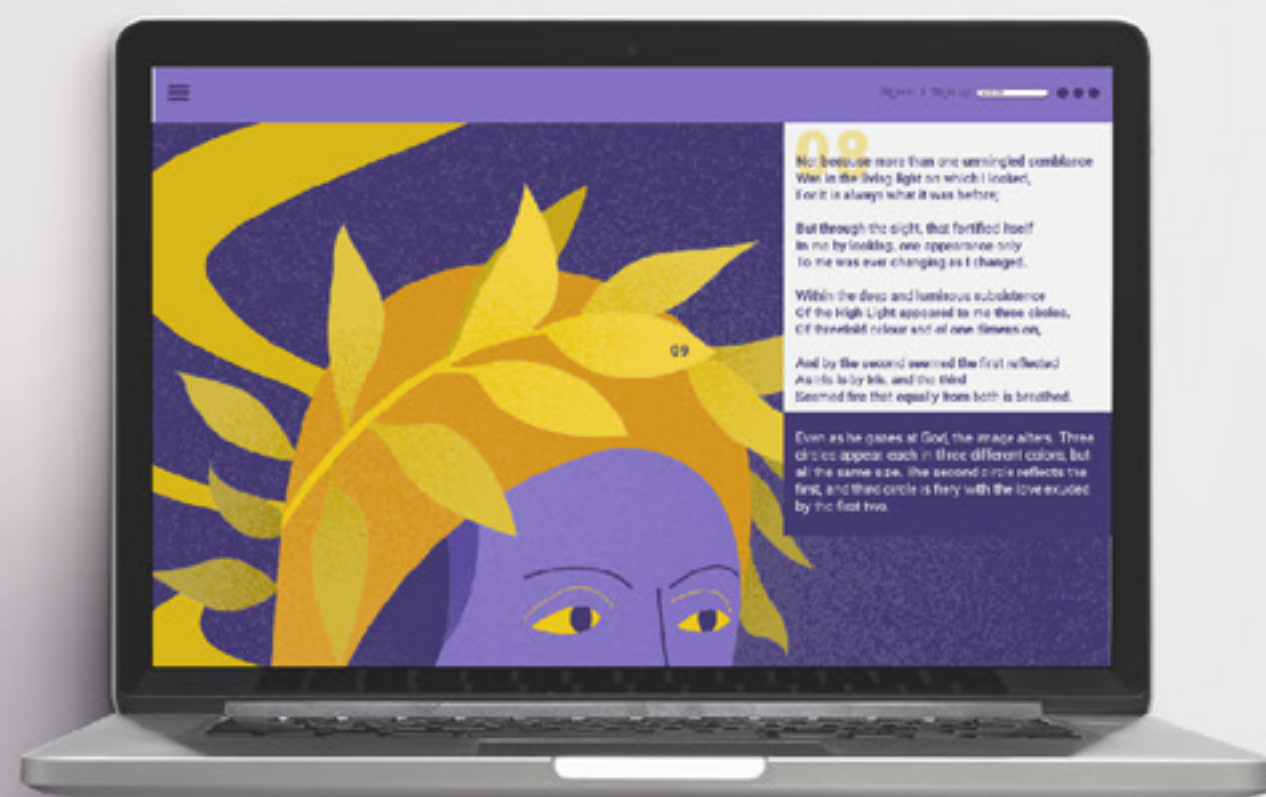 Sign in / Sign up
08
Not because more than one unmingled semblance
Was in the living light on which I looked,
For it is always what it was before;
But through the sight, that fortified itself
In me by looking, one appearance only
To me was ever changing as I changed.
Within the deep and luminous subsistence
Of the High Light appeared to me three circles,
Of threefold colour and of one dimension,
And by the second seemed the first reflected
As Iris is by Iris, and the third
Seemed fire that equally from both is breathed.
09
Even as he gazes at God, the image alters. Three
circles appear each in three different colors, but
all the same size. The second circle reflects the
first, and third circle is fiery with the love exuded
by the first two.